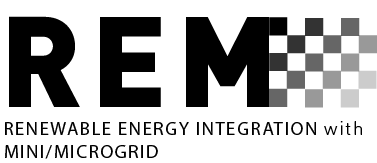 REM
RENEWABLE ENERGY INTEGRATION with
MINI/MICROGRID